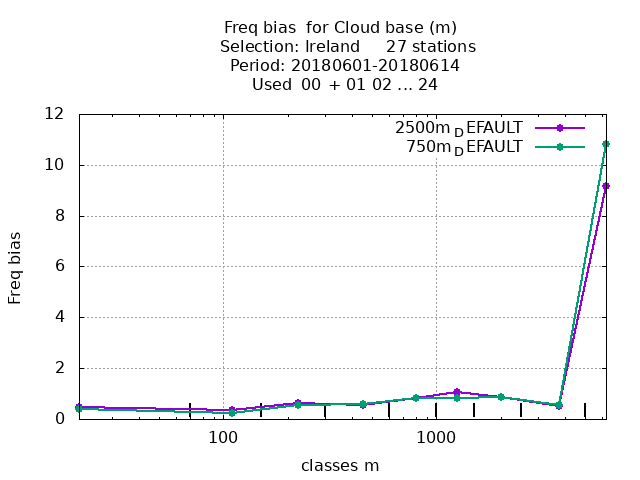 Freq bias  for Cloud base (m)
Selection: Ireland     27 stations
Period: 20180601-20180614
Used  00 + 01 02 ... 24
2500m_DEFAULT
750m_DEFAULT
12
10
8
6
4
2
0
Freq bias
100
1000
classes m